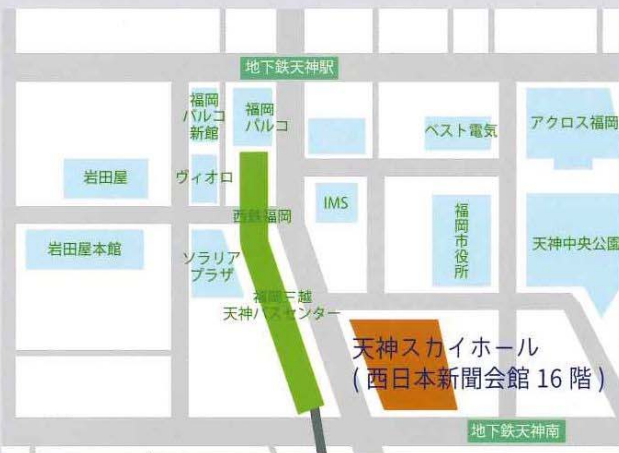 地下鉄天神駅
福岡
パルコ
新館
福岡
パルコ
ベスト電気
アクロス福岡
岩田屋
ヴィオロ
IMS
西鉄福岡
福岡市役所
天神中央公園
岩田屋本館
ソラリア
プラザ
福岡三越
天神バスセンター
天神スカイホール
(西日本新聞会館 16 階)
地下鉄天神南